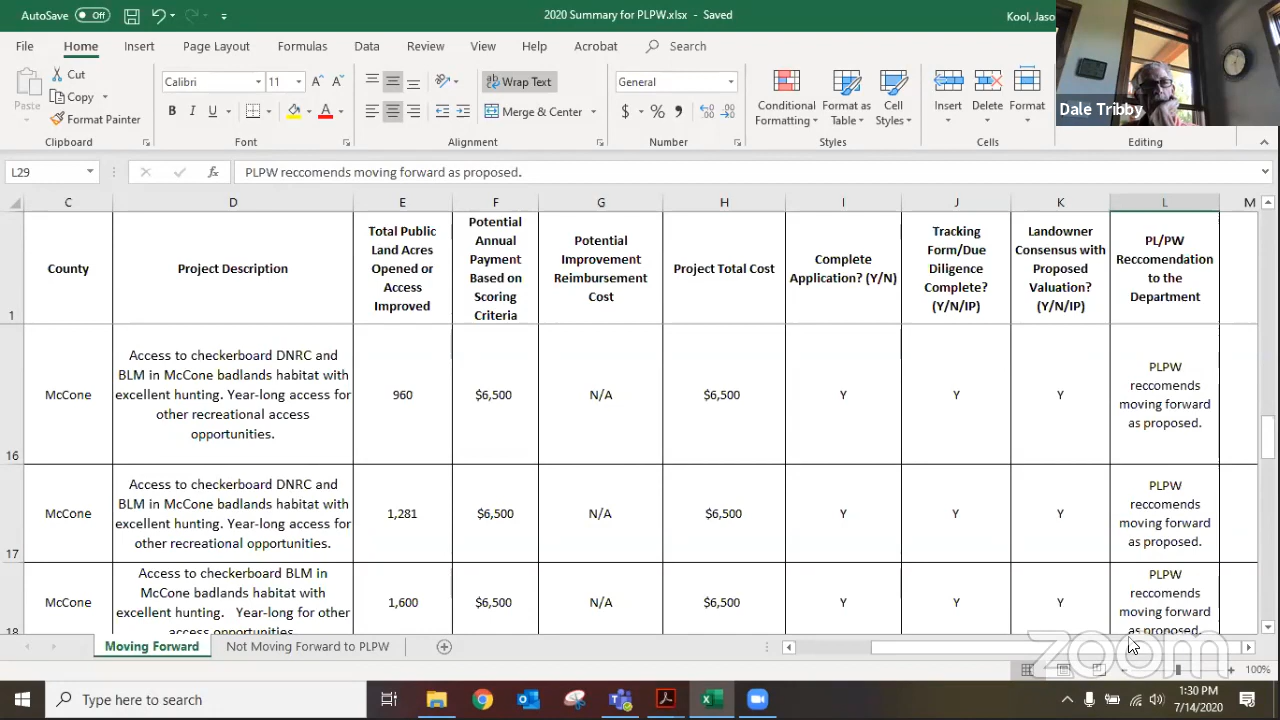 AutoSave Off 2020 Summary for PLPW.xlsx - Saved Kool, Jaso
File Home Insert Page Layout Formulas Data Review View Help Acrobat Search
Paste Cut Copy Format Painter
Clipboard
Calibri 11
B I U
Font
Wrap Text
Merge & Center
Alignment
General
$ % ,
Number
Conditional Formatting Format as Table Cell Styles
Styles
Insert Delete Format
Cells
Editing
Dale Tribby
L29 fx PLPW reccomends moving forward as proposed.
C D E F G H I J K L M
1
County
Project Description
Total Public
Land Acres
Opened or
Access
Improved
Potential
Annual
Payment
Based on
Scoring
Criteria
Potential
Improvement
Reimbursement
Cost
Project Total Cost
Complete
Application? (Y/N)
Tracking
Form/Due
Diligence
Complete?
(Y/N/IP)
Landowner
Consensus with
Proposed
Valuation?
(Y/N/IP)
PL/PW
Reccomendation
to the
Department
16
McCone
Access to checkerboard DNRC and
BLM in McCone badlands habitat with
excellent hunting. Year-long access for
other recreational access
opportunities.
960
$6,500
N/A
$6,500
Y
Y
Y
PLPW
reccomends
moving forward
as proposed.
17
McCone
Access to checkerboard DNRC and
BLM in McCone badlands habitat with
excellent hunting. Year-long access for
other recreational opportunities.
1,281
$6,500
N/A
$6,500
Y
Y
Y
PLPW
reccomends
moving forward
as proposed.
18
McCone
Access to checkerboard BLM in
McCone badlands habitat with
excellent hunting. Year-long for other
access opportunities.
1,600
$6,500
N/A
$6,500
Y
Y
Y
PLPW
reccomends
moving forward
as proposed.
Moving Forward Not Moving Forward to PLPW
zoom
100%
Type here to search
1:30 PM
7/14/2020